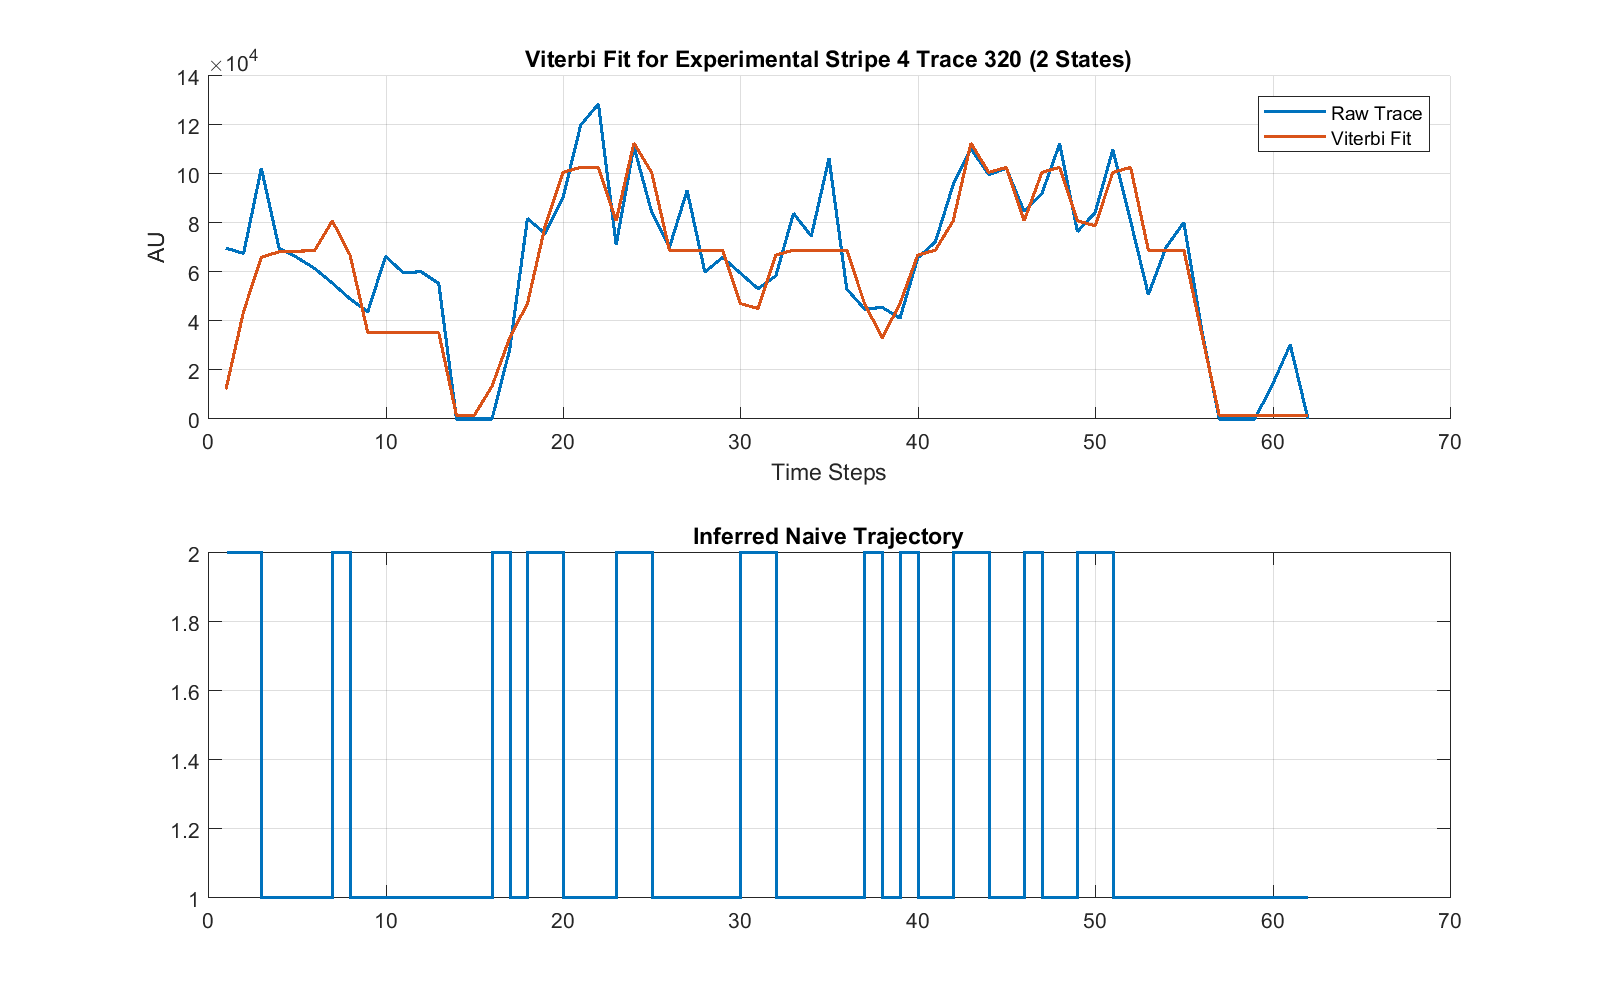 Viterbi Fit for Experimental Stripe 4 Trace 320 (2 States)
×10⁴
14
12
10
8
6
4
2
0
AU
Raw Trace
Viterbi Fit
0 10 20 30 40 50 60 70
Time Steps
Inferred Naive Trajectory
2
1.8
1.6
1.4
1.2
1
0 10 20 30 40 50 60 70